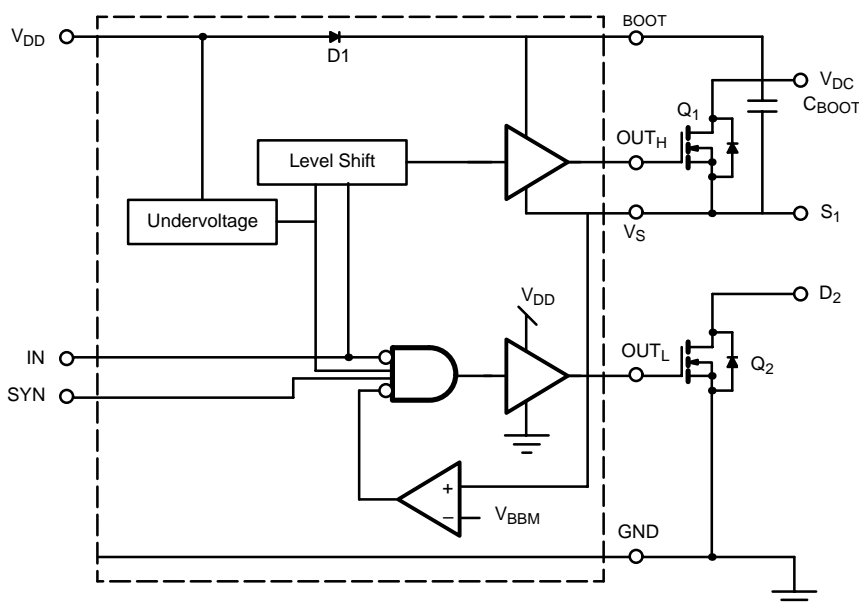 BOOT
VDD
D1
VDC
CBOOT
Q1
OUTH
Level Shift
Undervoltage
S1
VS
VDD
D2
IN
OUTL
Q2
SYN
+
−
VBBM
GND